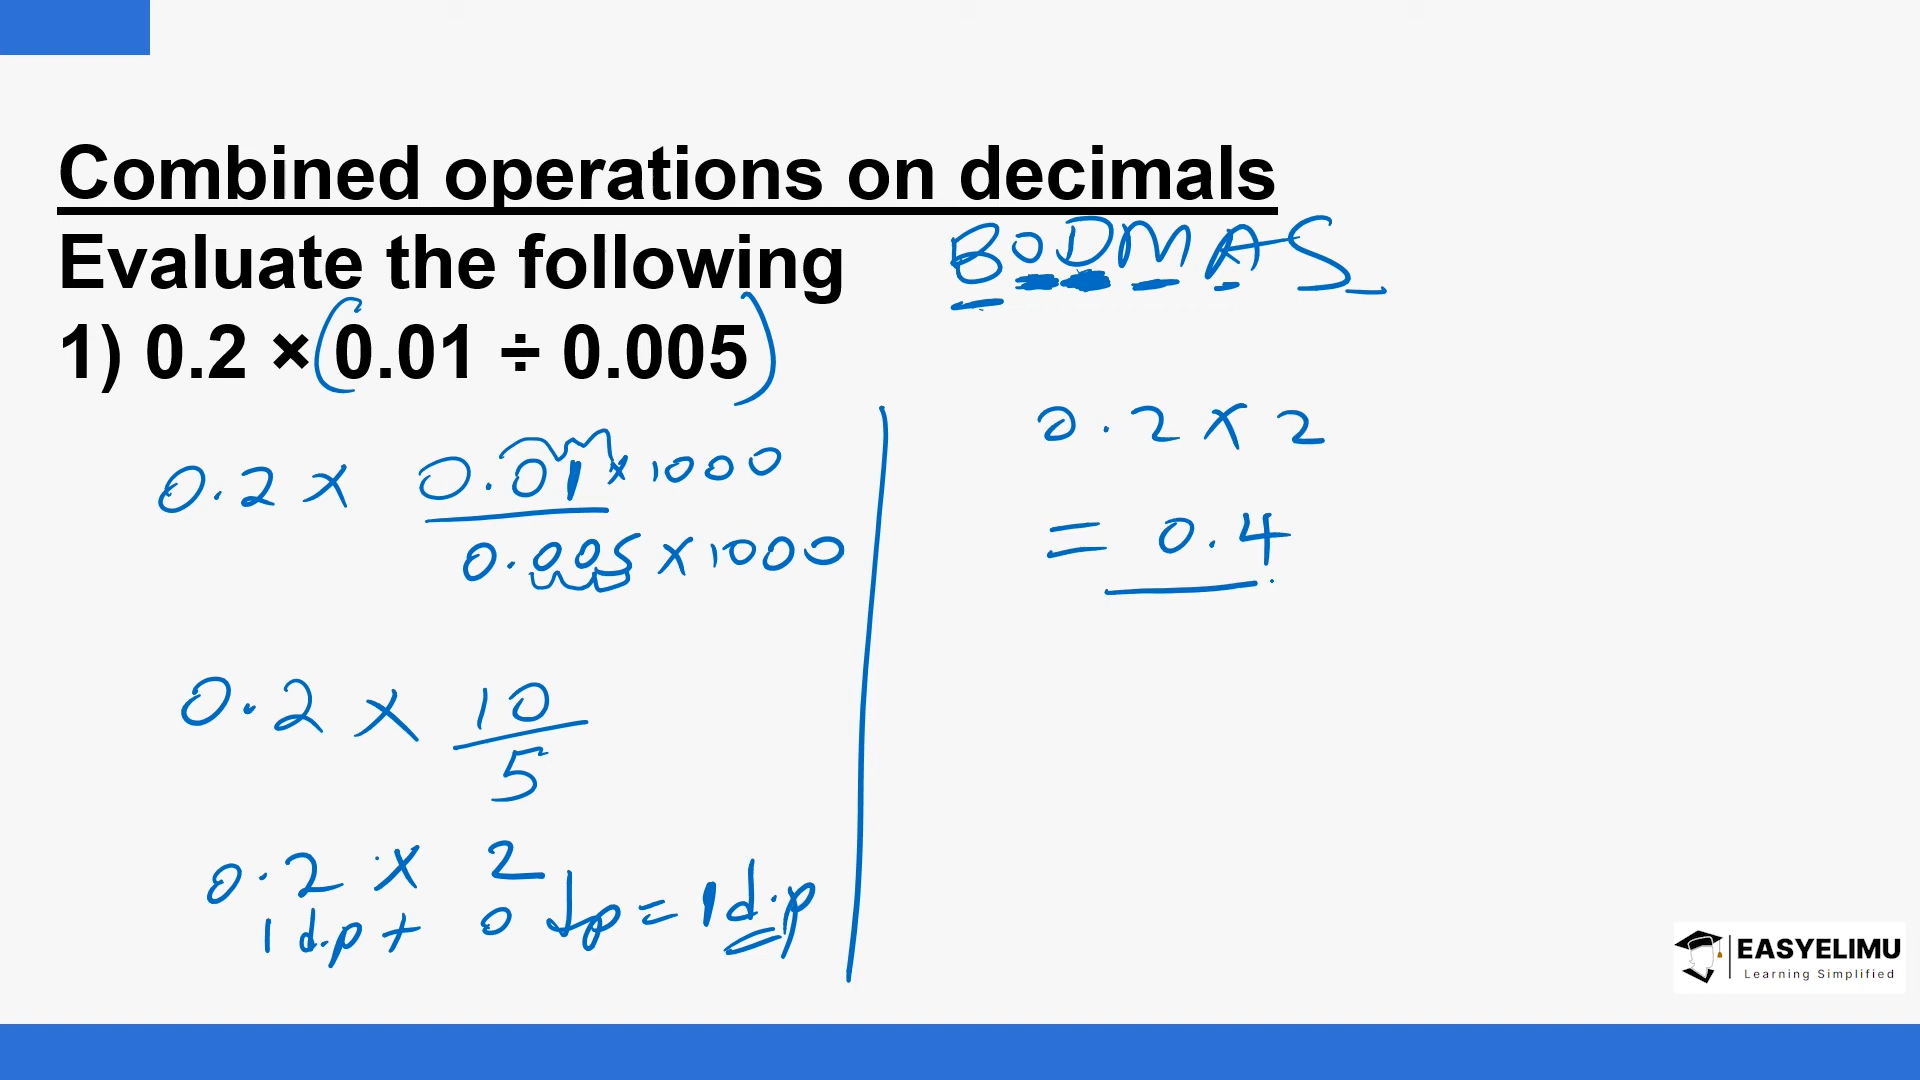 Combined operations on decimals
Evaluate the following
BODMAS
1) 0.2 × (0.01 ÷ 0.005)
0.2 × 0.01 × 1000
0.005 × 1000
0.2 × 10
5
0.2 × 2
1 d.p + 0 dp = 1 d.p
0.2 × 2
= 0.4
EASYELIMU
Learning Simplified